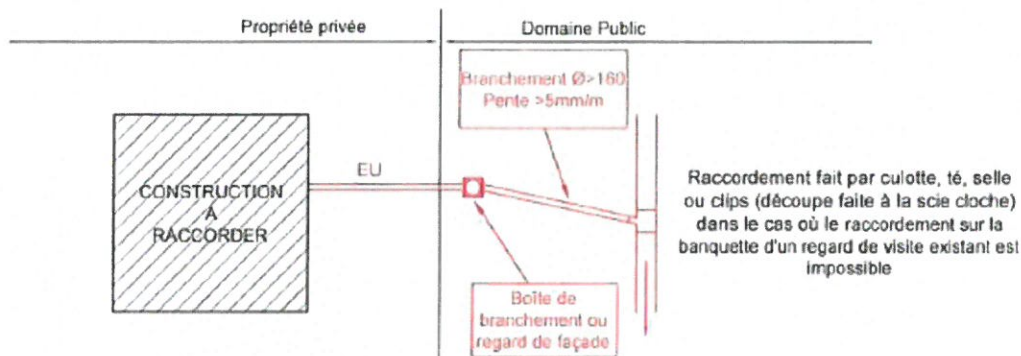 Propriété privée
Domaine Public
Branchement Ø>160
Pente >5mm/m
EU
CONSTRUCTION
A
RACCORDER
Raccordement fait par culotte, té, selle
ou clips (découpe faite à la scie cloche)
dans le cas où le raccordement sur la
banquette d'un regard de visite existant est
impossible
Boîte de
branchement ou
regard de façade